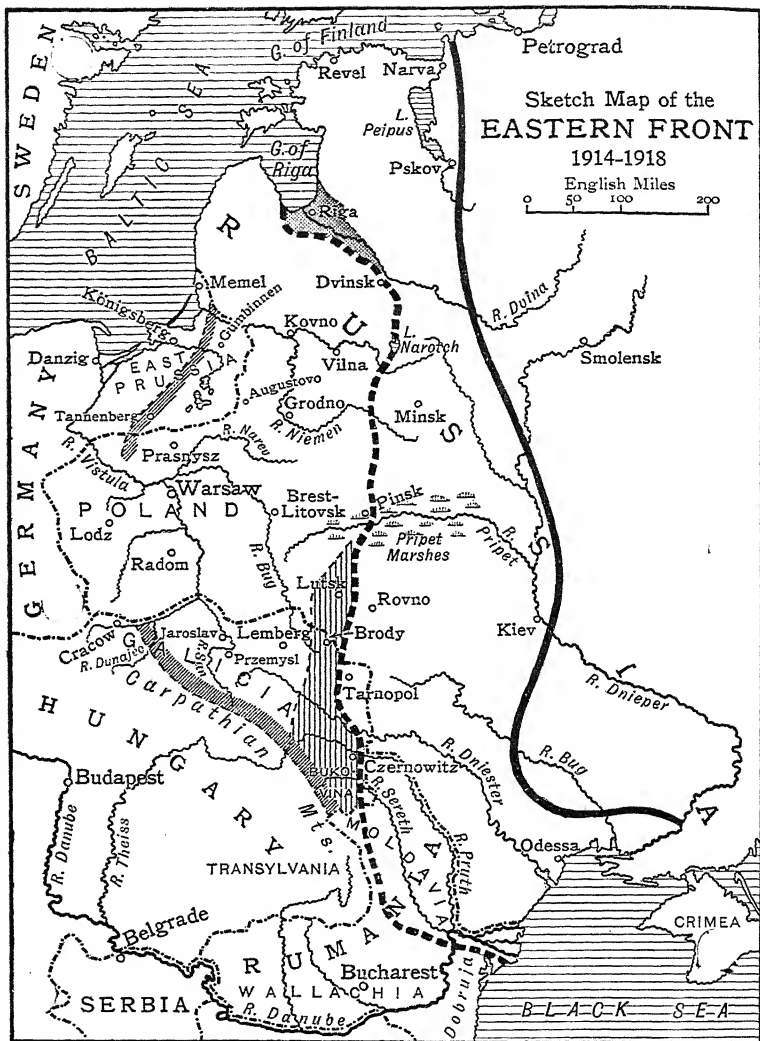 Sketch Map of the
EASTERN FRONT
1914-1918
English Miles
0 50 100 200
SWEDEN
BALTIC SEA
G. of Finland
Petrograd
Revel
Narva
L. Peipus
Pskov
G. of Riga
Riga
RUSSIA
Dvinsk
R. Dvina
Memel
Königsberg
Gumbinnen
Kovno
L. Narotch
Smolensk
Danzig
EAST PRUSSIA
Vilna
Augustovo
Tannenberg
Grodno
Minsk
R. Niemen
R. Narev
Prasnysz
GERMANY
R. Vistula
Warsaw
POLAND
Brest-Litovsk
Pinsk
Pripet Marshes
R. Pripet
Lodz
Radom
R. Bug
Lutsk
Rovno
Kiev
Cracow
Jaroslav
Lemberg
Brody
R. Dunajec
R. San
Przemysl
GALICIA
Tarnopol
R. Dnieper
Carpathian Mts.
HUNGARY
Budapest
R. Danube
R. Theiss
BUKOVINA
Czernowitz
R. Dniester
R. Bug
R. Sereth
R. Pruth
MOLDAVIA
Odessa
TRANSYLVANIA
CRIMEA
Belgrade
RUMANIA
Bucharest
WALLACHIA
SERBIA
R. Danube
Dobruja
BLACK SEA